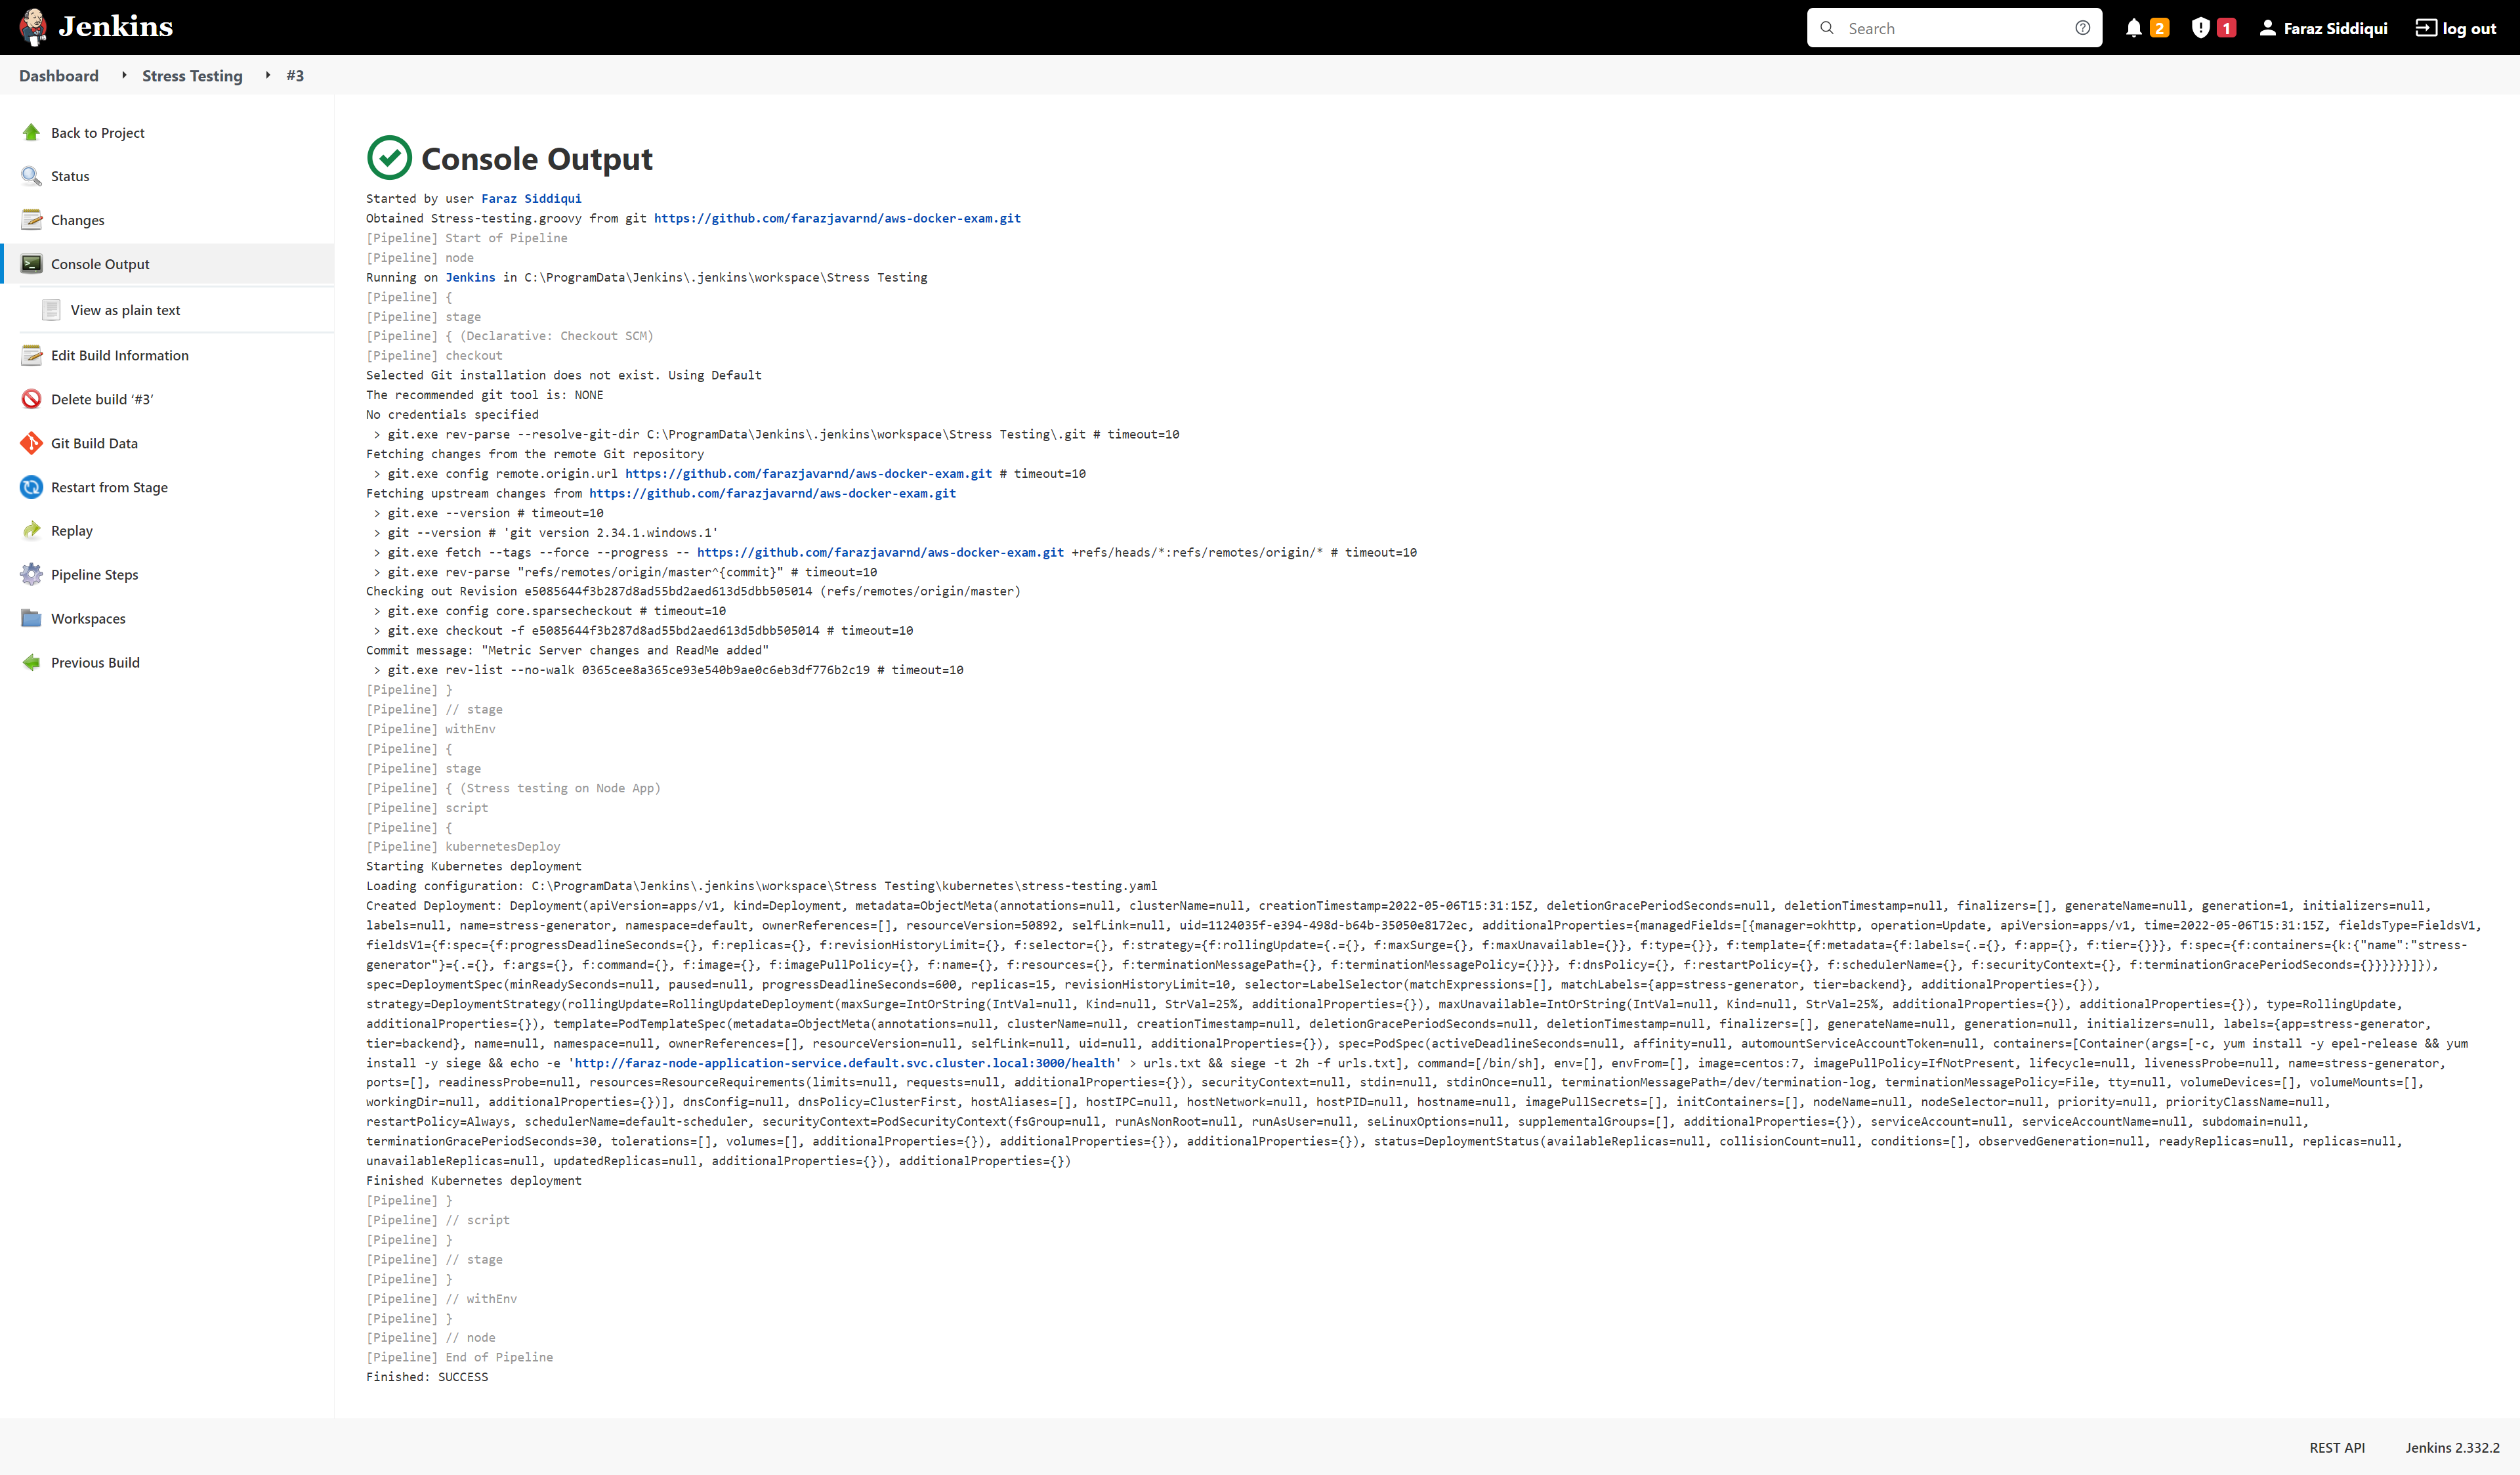 Jenkins
Search
2
1
Faraz Siddiqui
log out
Dashboard
Stress Testing
#3
Back to Project
Status
Changes
Console Output
View as plain text
Edit Build Information
Delete build ‘#3’
Git Build Data
Restart from Stage
Replay
Pipeline Steps
Workspaces
Previous Build
Console Output
Started by user Faraz Siddiqui
Obtained Stress-testing.groovy from git https://github.com/farazjavarnd/aws-docker-exam.git
[Pipeline] Start of Pipeline
[Pipeline] node
Running on Jenkins in C:\ProgramData\Jenkins\.jenkins\workspace\Stress Testing
[Pipeline] {
[Pipeline] stage
[Pipeline] { (Declarative: Checkout SCM)
[Pipeline] checkout
Selected Git installation does not exist. Using Default
The recommended git tool is: NONE
No credentials specified
> git.exe rev-parse --resolve-git-dir C:\ProgramData\Jenkins\.jenkins\workspace\Stress Testing\.git # timeout=10
Fetching changes from the remote Git repository
> git.exe config remote.origin.url https://github.com/farazjavarnd/aws-docker-exam.git # timeout=10
Fetching upstream changes from https://github.com/farazjavarnd/aws-docker-exam.git
> git.exe --version # timeout=10
> git --version # 'git version 2.34.1.windows.1'
> git.exe fetch --tags --force --progress -- https://github.com/farazjavarnd/aws-docker-exam.git +refs/heads/*:refs/remotes/origin/* # timeout=10
> git.exe rev-parse "refs/remotes/origin/master^{commit}" # timeout=10
Checking out Revision e5085644f3b287d8ad55bd2aed613d5dbb505014 (refs/remotes/origin/master)
> git.exe config core.sparsecheckout # timeout=10
> git.exe checkout -f e5085644f3b287d8ad55bd2aed613d5dbb505014 # timeout=10
Commit message: "Metric Server changes and ReadMe added"
> git.exe rev-list --no-walk 0365cee8a365ce93e540b9ae0c6eb3df776b2c19 # timeout=10
[Pipeline] }
[Pipeline] // stage
[Pipeline] withEnv
[Pipeline] {
[Pipeline] stage
[Pipeline] { (Stress testing on Node App)
[Pipeline] script
[Pipeline] {
[Pipeline] kubernetesDeploy
Starting Kubernetes deployment
Loading configuration: C:\ProgramData\Jenkins\.jenkins\workspace\Stress Testing\kubernetes\stress-testing.yaml
Created Deployment: Deployment(apiVersion=apps/v1, kind=Deployment, metadata=ObjectMeta(annotations=null, clusterName=null, creationTimestamp=2022-05-06T15:31:15Z, deletionGracePeriodSeconds=null, deletionTimestamp=null, finalizers=[], generateName=null, generation=1, initializers=null,
labels=null, name=stress-generator, namespace=default, ownerReferences=[], resourceVersion=50892, selfLink=null, uid=1124035f-e394-498d-b64b-35050e8172ec, additionalProperties={managedFields=[{manager=okhttp, operation=Update, apiVersion=apps/v1, time=2022-05-06T15:31:15Z, fieldsType=FieldsV1,
fieldsV1={f:spec={f:progressDeadlineSeconds={}, f:replicas={}, f:revisionHistoryLimit={}, f:selector={}, f:strategy={f:rollingUpdate={.={}, f:maxSurge={}, f:maxUnavailable={}}, f:type={}}, f:template={f:metadata={f:labels={.={}, f:app={}, f:tier={}}}, f:spec={f:containers={k:{"name":"stress-
generator"}={.={}, f:args={}, f:command={}, f:image={}, f:imagePullPolicy={}, f:name={}, f:resources={}, f:terminationMessagePath={}, f:terminationMessagePolicy={}}}, f:dnsPolicy={}, f:restartPolicy={}, f:schedulerName={}, f:securityContext={}, f:terminationGracePeriodSeconds={}}}}}}]}),
spec=DeploymentSpec(minReadySeconds=null, paused=null, progressDeadlineSeconds=600, replicas=15, revisionHistoryLimit=10, selector=LabelSelector(matchExpressions=[], matchLabels={app=stress-generator, tier=backend}, additionalProperties={}),
strategy=DeploymentStrategy(rollingUpdate=RollingUpdateDeployment(maxSurge=IntOrString(IntVal=null, Kind=null, StrVal=25%, additionalProperties={}), maxUnavailable=IntOrString(IntVal=null, Kind=null, StrVal=25%, additionalProperties={}), additionalProperties={}), type=RollingUpdate,
additionalProperties={}), template=PodTemplateSpec(metadata=ObjectMeta(annotations=null, clusterName=null, creationTimestamp=null, deletionGracePeriodSeconds=null, deletionTimestamp=null, finalizers=[], generateName=null, generation=null, initializers=null, labels={app=stress-generator,
tier=backend}, name=null, namespace=null, ownerReferences=[], resourceVersion=null, selfLink=null, uid=null, additionalProperties={}), spec=PodSpec(activeDeadlineSeconds=null, affinity=null, automountServiceAccountToken=null, containers=[Container(args=[-c, yum install -y epel-release && yum
install -y siege && echo -e 'http://faraz-node-application-service.default.svc.cluster.local:3000/health' > urls.txt && siege -t 2h -f urls.txt], command=[/bin/sh], env=[], envFrom=[], image=centos:7, imagePullPolicy=IfNotPresent, lifecycle=null, livenessProbe=null, name=stress-generator,
ports=[], readinessProbe=null, resources=ResourceRequirements(limits=null, requests=null, additionalProperties={}), securityContext=null, stdin=null, stdinOnce=null, terminationMessagePath=/dev/termination-log, terminationMessagePolicy=File, tty=null, volumeDevices=[], volumeMounts=[],
workingDir=null, additionalProperties={})], dnsConfig=null, dnsPolicy=ClusterFirst, hostAliases=[], hostIPC=null, hostNetwork=null, hostPID=null, hostname=null, imagePullSecrets=[], initContainers=[], nodeName=null, nodeSelector=null, priority=null, priorityClassName=null,
restartPolicy=Always, schedulerName=default-scheduler, securityContext=PodSecurityContext(fsGroup=null, runAsNonRoot=null, runAsUser=null, seLinuxOptions=null, supplementalGroups=[], additionalProperties={}), serviceAccount=null, serviceAccountName=null, subdomain=null,
terminationGracePeriodSeconds=30, tolerations=[], volumes=[], additionalProperties={}), additionalProperties={}), additionalProperties={}), status=DeploymentStatus(availableReplicas=null, collisionCount=null, conditions=[], observedGeneration=null, readyReplicas=null, replicas=null,
unavailableReplicas=null, updatedReplicas=null, additionalProperties={}), additionalProperties={})
Finished Kubernetes deployment
[Pipeline] }
[Pipeline] // script
[Pipeline] }
[Pipeline] // stage
[Pipeline] }
[Pipeline] // withEnv
[Pipeline] }
[Pipeline] // node
[Pipeline] End of Pipeline
Finished: SUCCESS
REST API
Jenkins 2.332.2